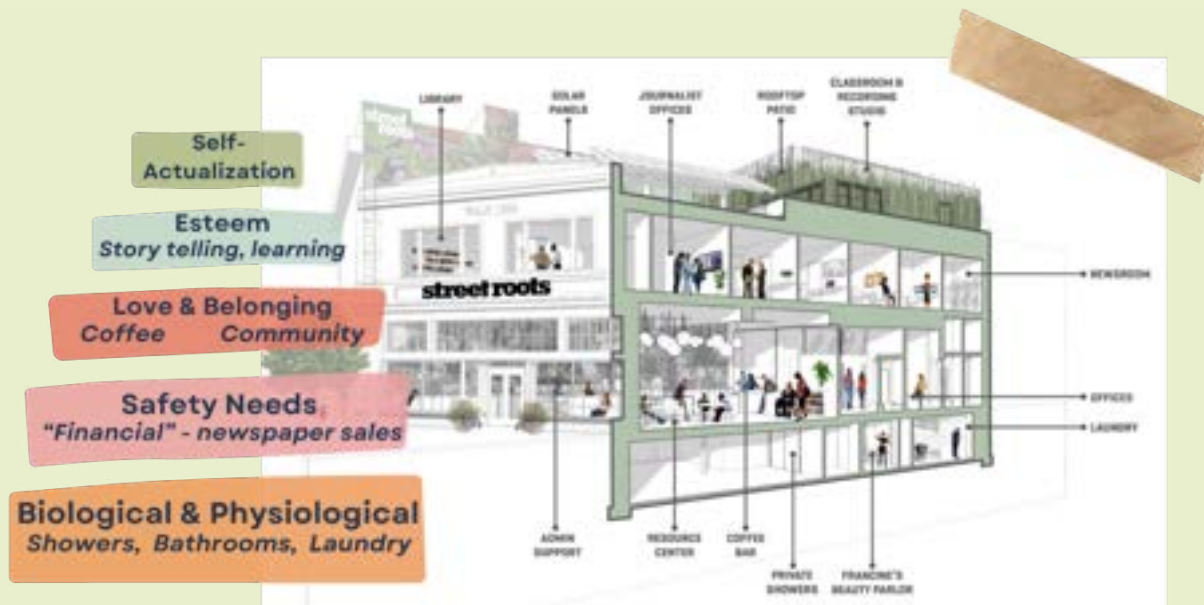 LIBRARY
SOLAR
PANELS
JOURNALIST
OFFICES
ROOFTOP
PATIO
CLASSROOM &
RECORDING
STUDIO
street
roots
Self-
Actualization
Esteem
Story telling, learning
street roots
NEWSROOM
Love & Belonging
Coffee Community
Safety Needs
"Financial" - newspaper sales
OFFICES
LAUNDRY
Biological & Physiological
Showers, Bathrooms, Laundry
ADMIN
SUPPORT
RESOURCE
CENTER
COFFEE
BAR
PRIVATE
SHOWERS
FRANCINE'S
BEAUTY PARLOR